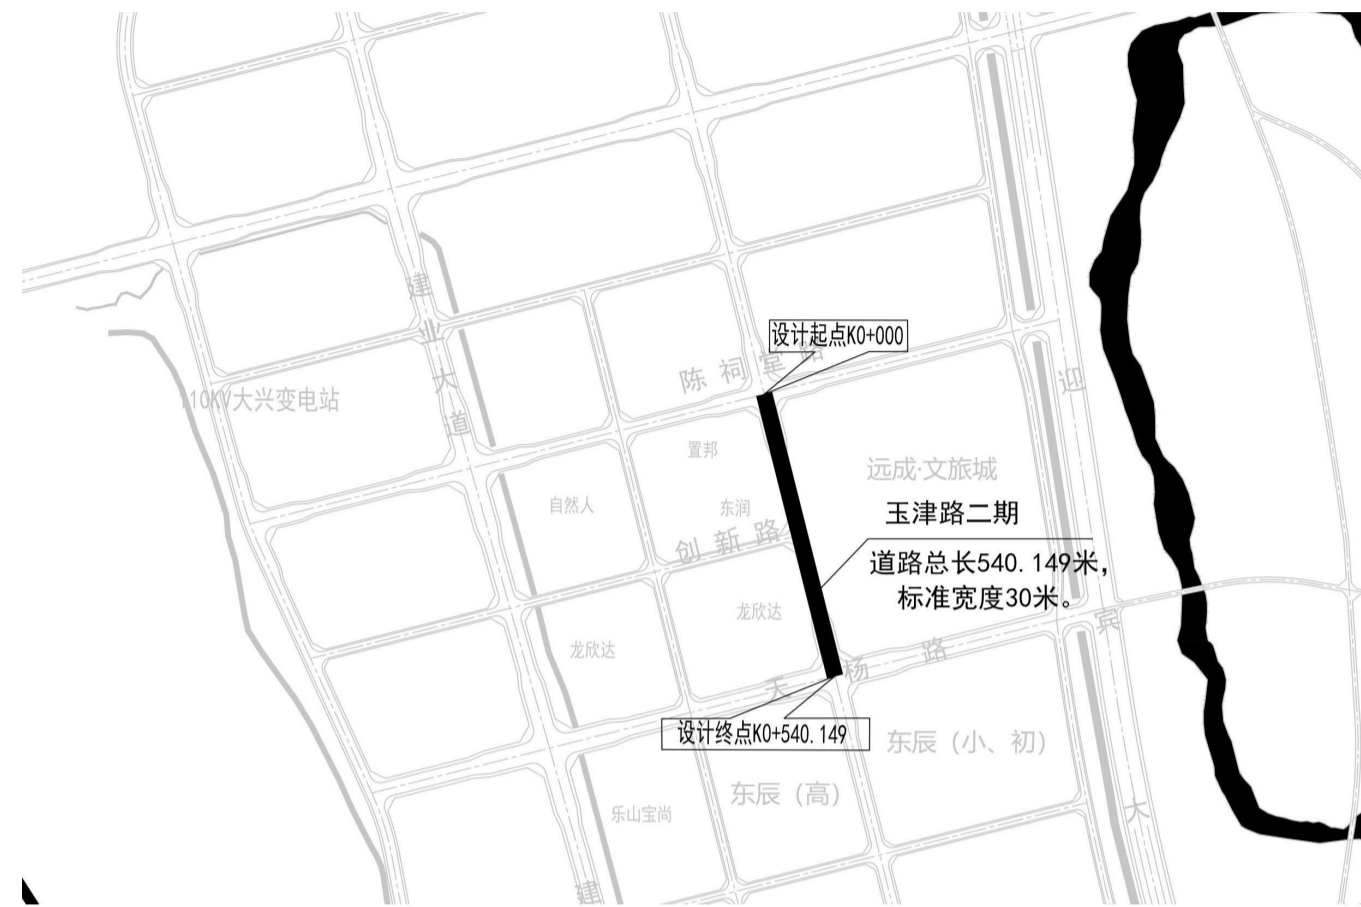 设计起点K0+000
建业大道
陈祠堂路
110KV大兴变电站
迎宾大
置邦
远成·文旅城
自然人
东润
玉津路二期
创新路
道路总长540.149米，
标准宽度30米。
龙欣达
龙欣达
天杨路
设计终点K0+540.149
东辰（小、初）
东辰（高）
乐山宝尚
建